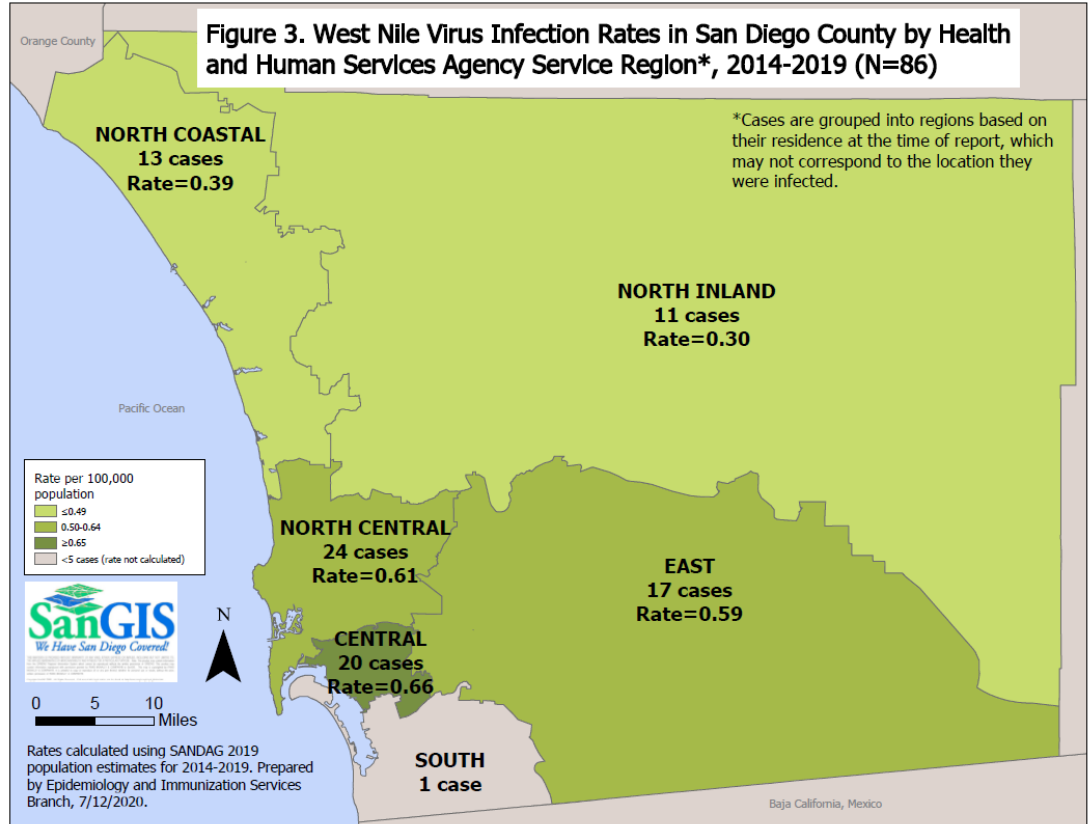 Orange County
Figure 3. West Nile Virus Infection Rates in San Diego County by Health
and Human Services Agency Service Region*, 2014-2019 (N=86)
*Cases are grouped into regions based on
their residence at the time of report, which
may not correspond to the location they
were infected.
NORTH COASTAL
13 cases
Rate=0.39
NORTH INLAND
11 cases
Rate=0.30
Pacific Ocean
Rate per 100,000
population
≤0.49
0.50-0.64
≥0.65
<5 cases (rate not calculated)
NORTH CENTRAL
24 cases
Rate=0.61
EAST
17 cases
Rate=0.59
CENTRAL
20 cases
Rate=0.66
SOUTH
1 case
SanGIS
We Have San Diego Covered!
N
0 5 10
Miles
Rates calculated using SANDAG 2019
population estimates for 2014-2019. Prepared
by Epidemiology and Immunization Services
Branch, 7/12/2020.
Baja California, Mexico